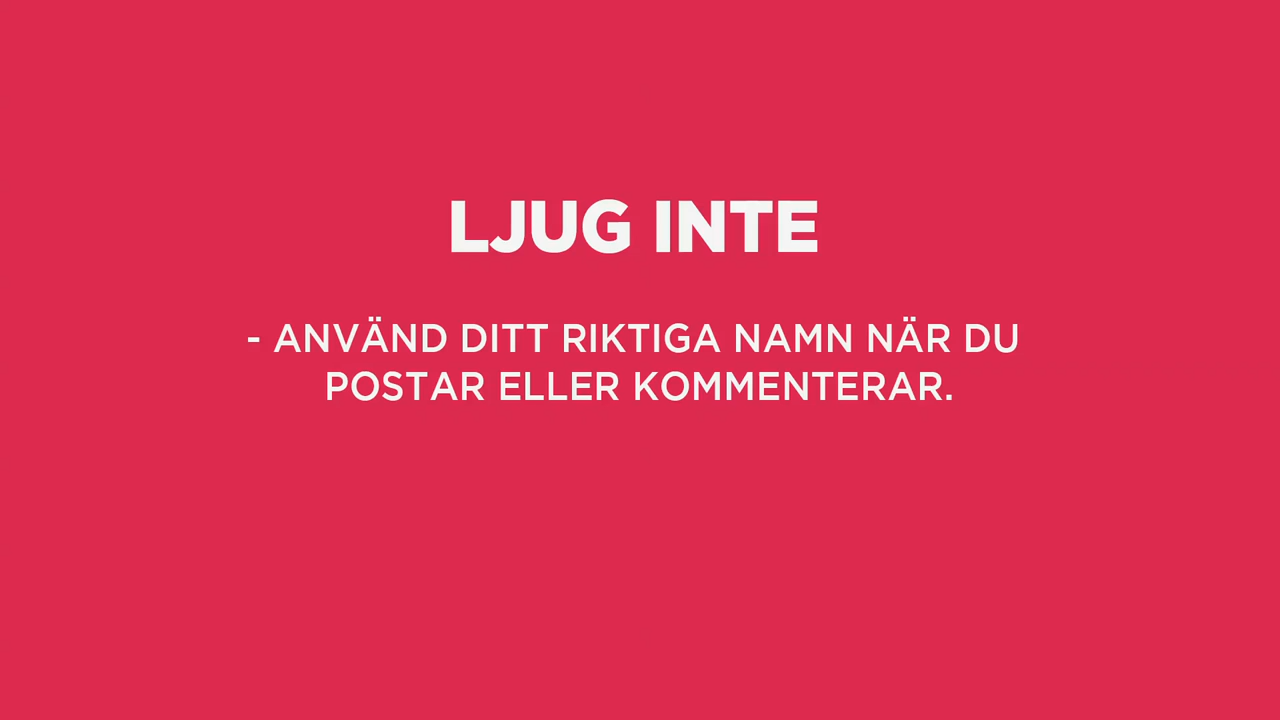 LJUG INTE
- ANVÄND DITT RIKTIGA NAMN NÄR DU
POSTAR ELLER KOMMENTERAR.